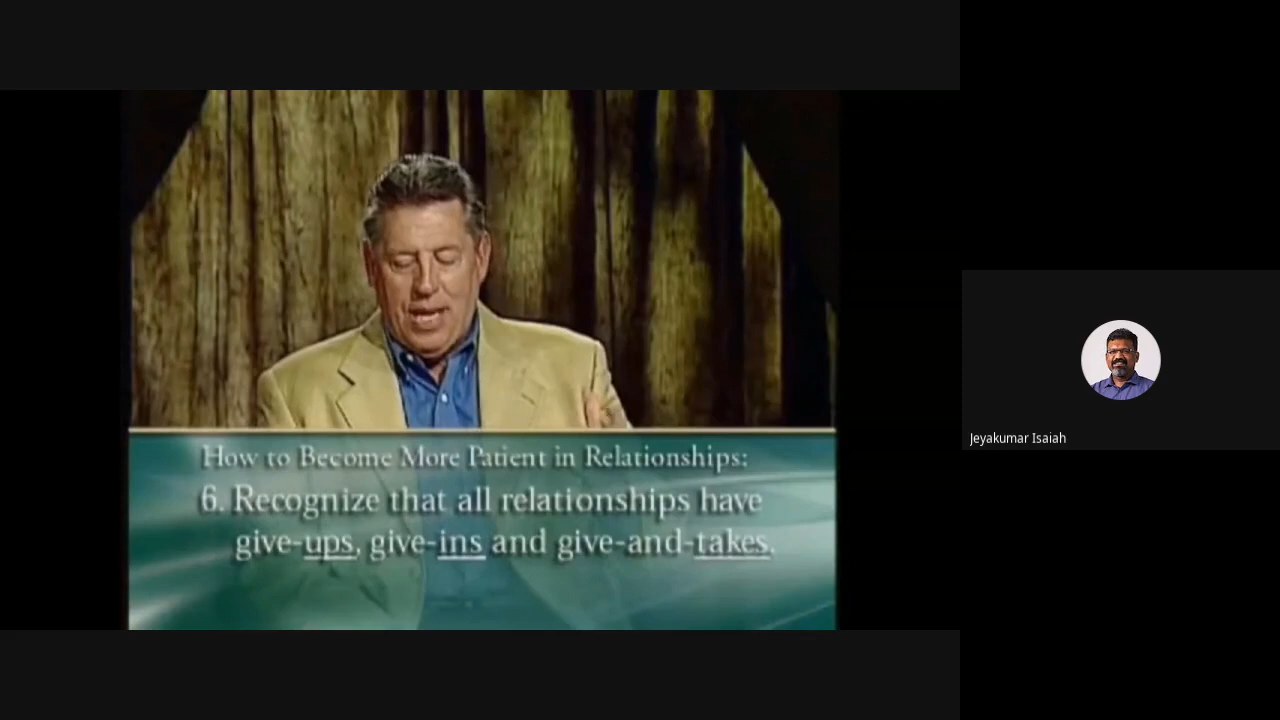 How to Become More Patient in Relationships:
6. Recognize that all relationships have
give-ups, give-ins and give-and-takes.
Jeyakumar Isaiah